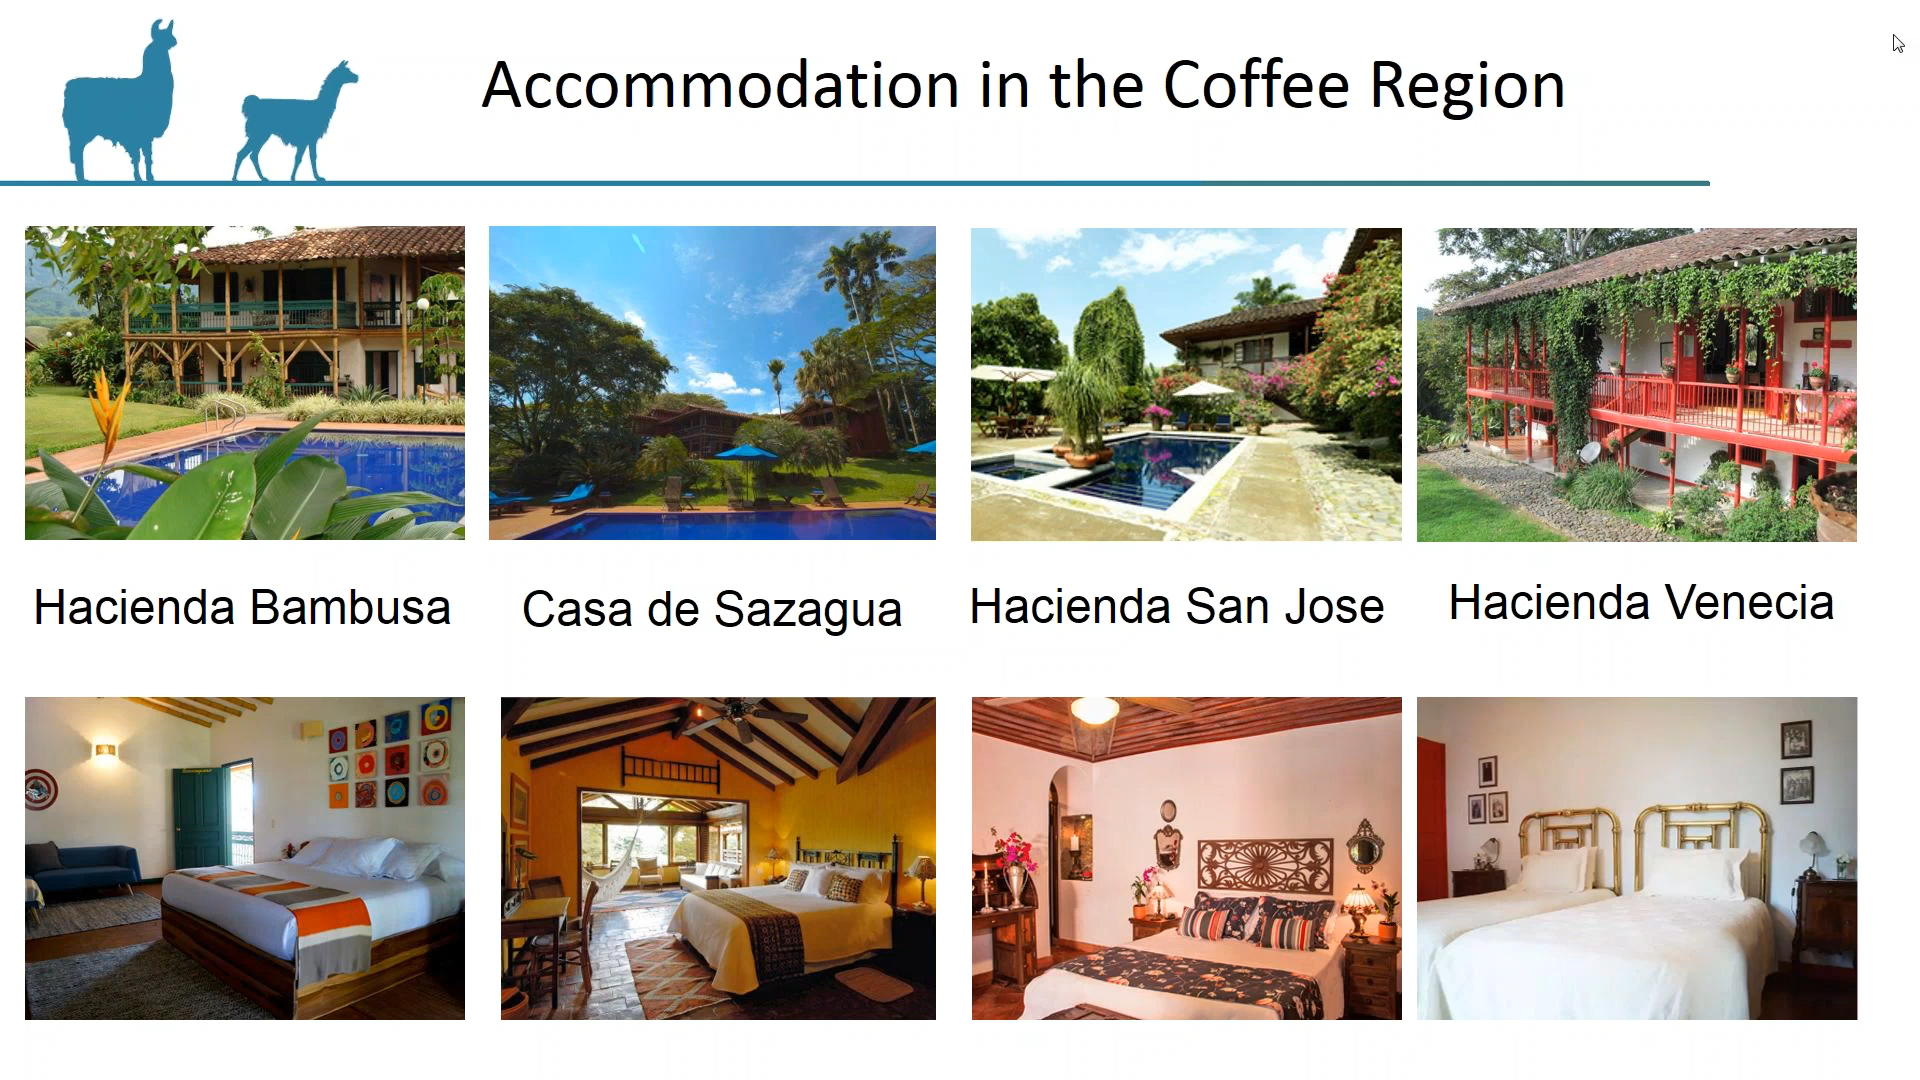 Accommodation in the Coffee Region
Hacienda Bambusa
Casa de Sazagua
Hacienda San Jose
Hacienda Venecia